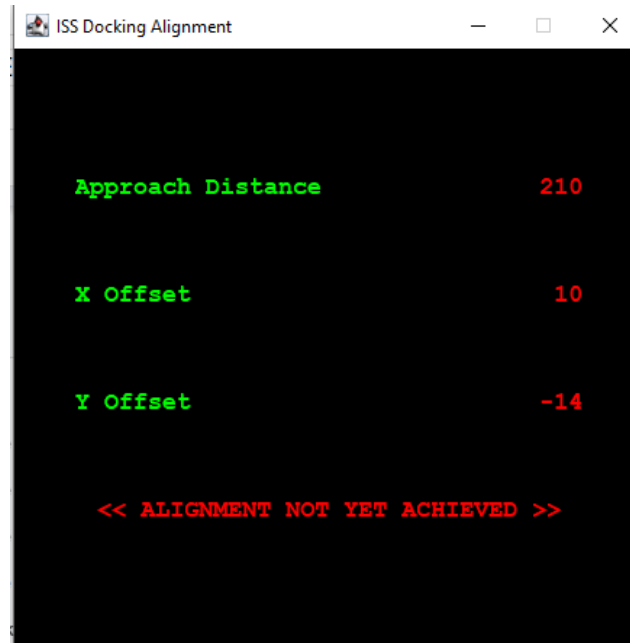 ISS Docking Alignment
Approach Distance 210
X Offset 10
Y Offset -14
<< ALIGNMENT NOT YET ACHIEVED >>